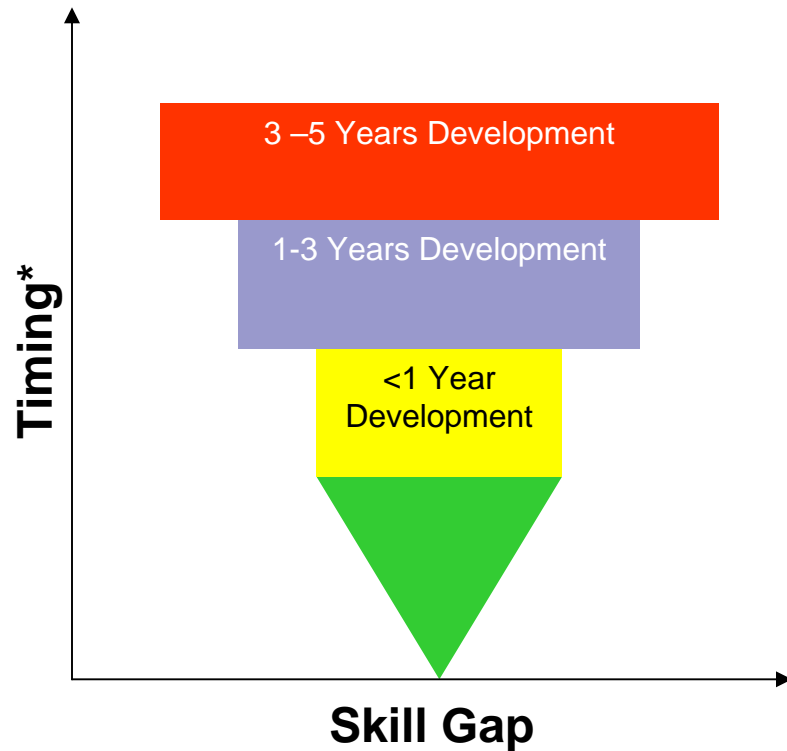 3 –5 Years Development
1-3 Years Development
<1 Year
Development
Timing*
Skill Gap